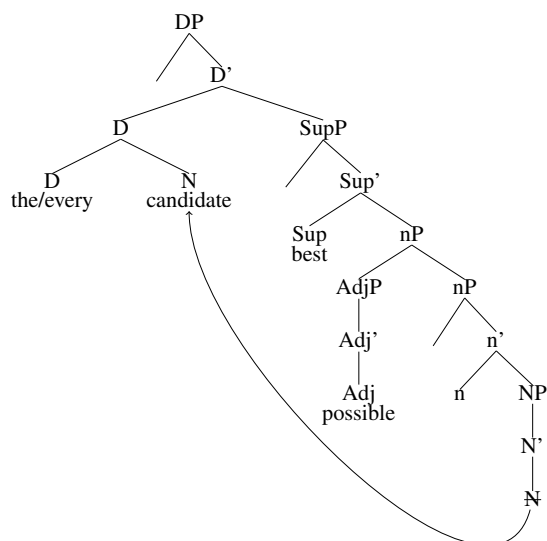 DP
D'
D SupP
D N Sup'
the/every candidate
Sup nP
best
AdjP nP
Adj' n'
Adj n NP
possible
N'
N